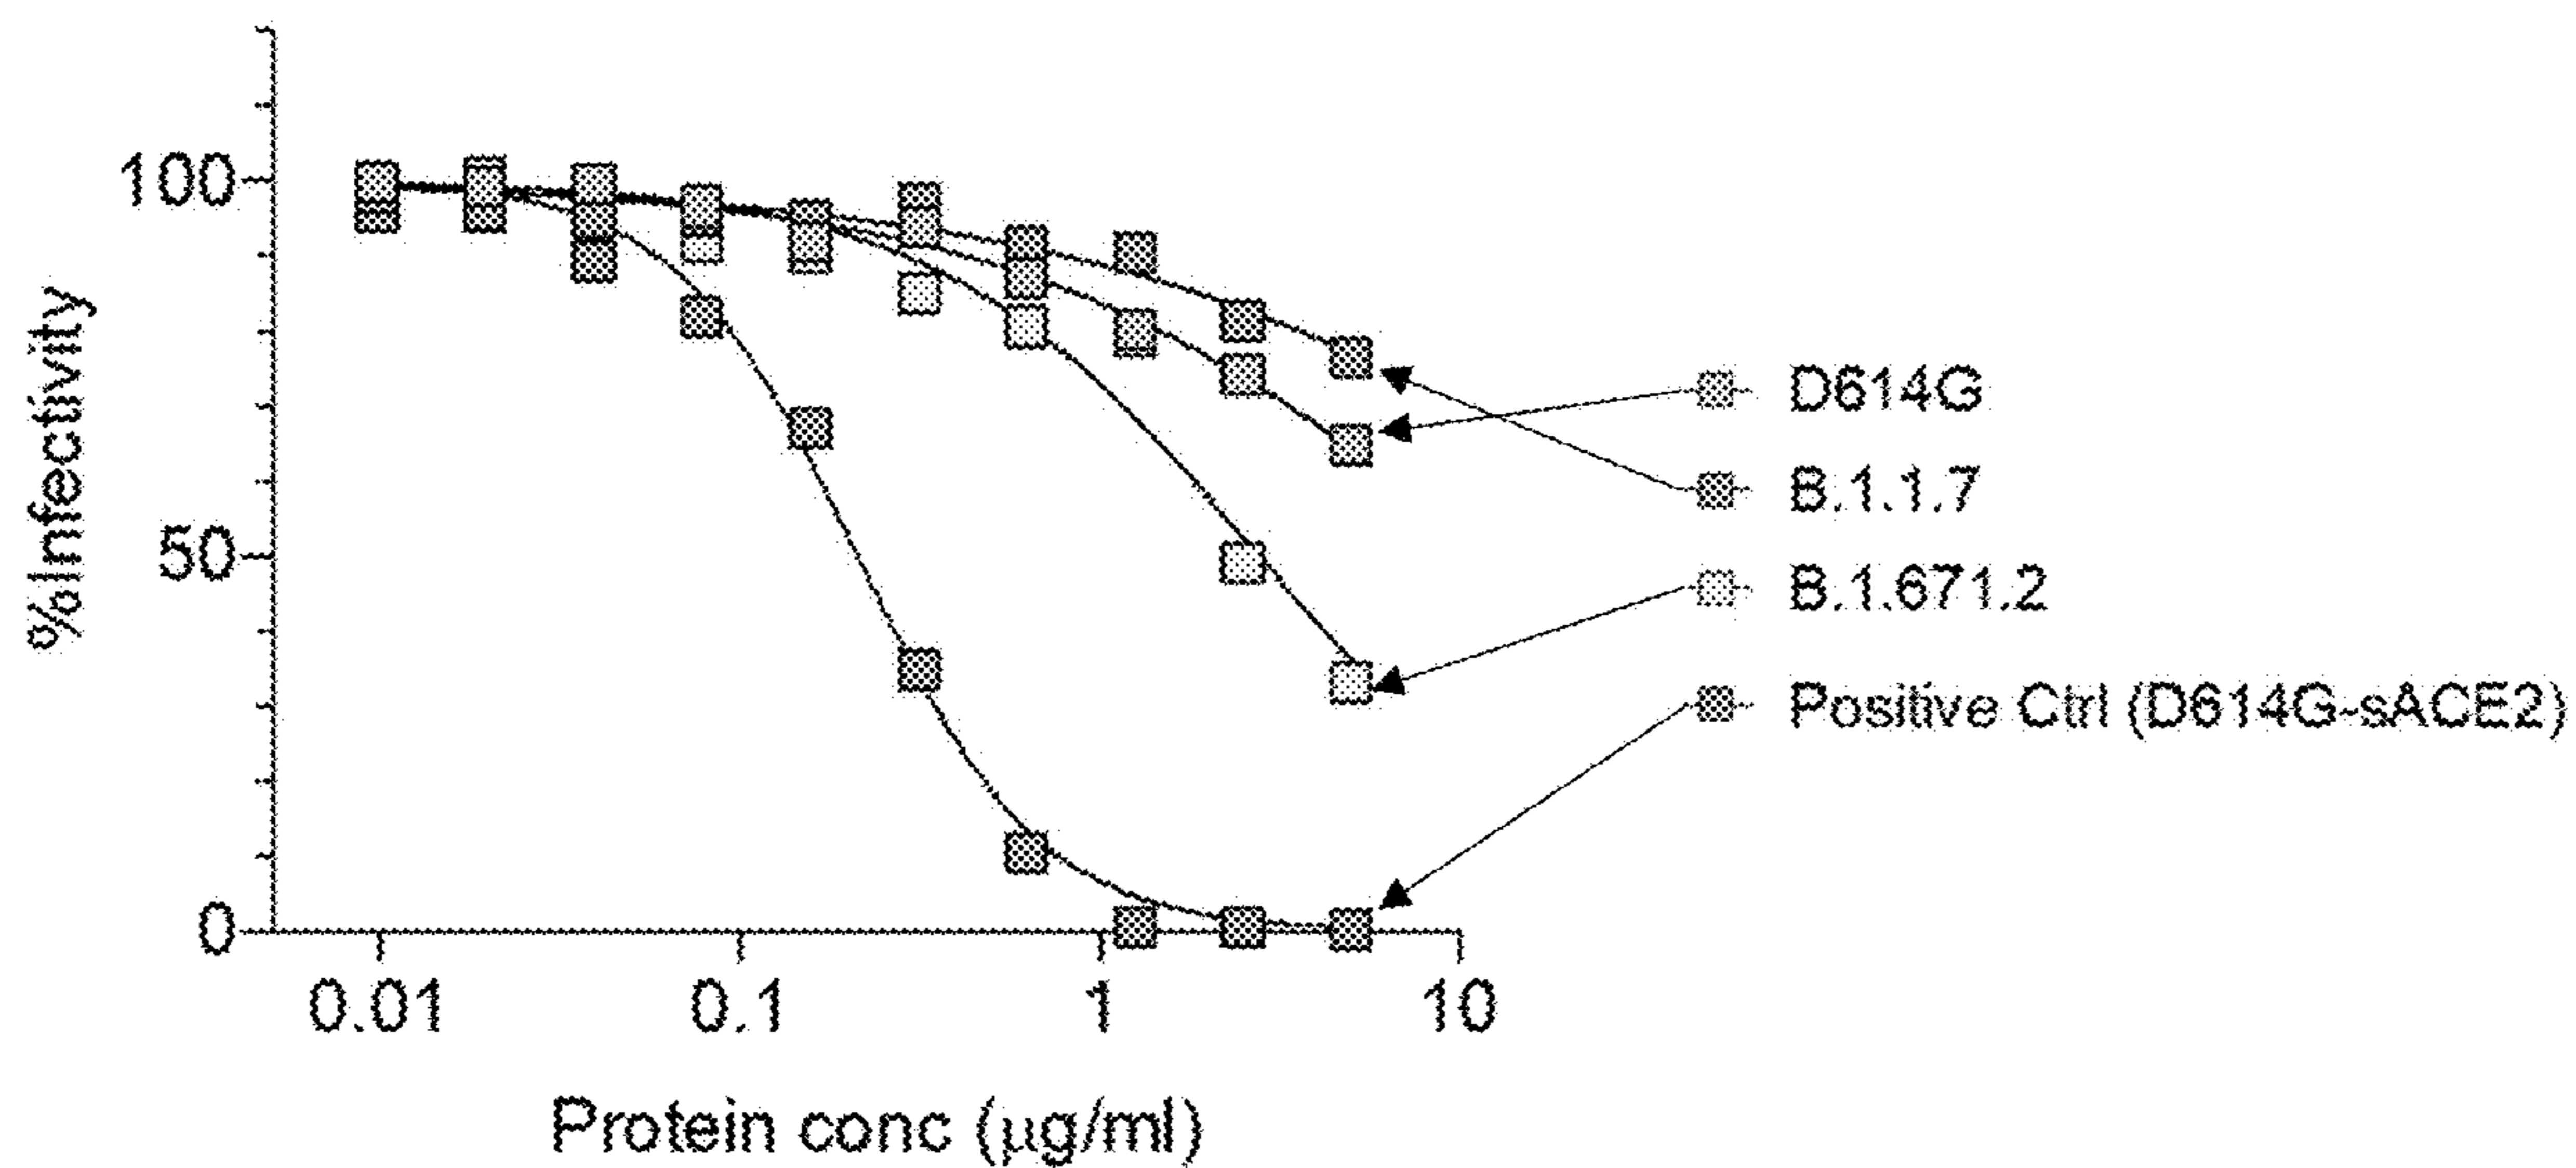 %Infectivity
100
50
0
0.01
0.1
1
10
Protein conc (µg/ml)
D614G
B.1.1.7
B.1.671.2
Positive Ctrl (D614G-sACE2)